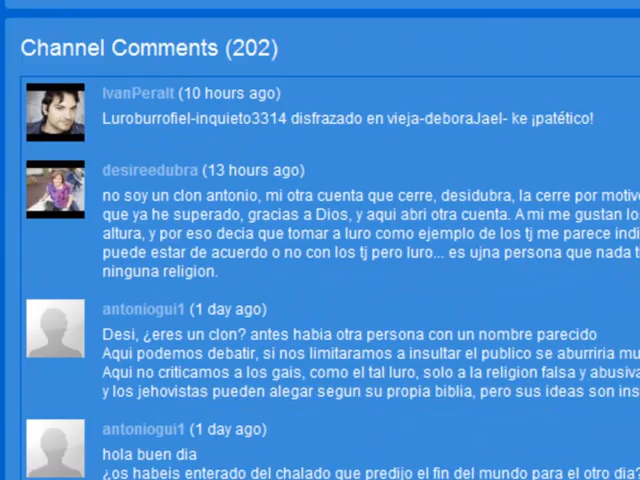 Channel Comments (202)
IvanPeralt (10 hours ago)
Luroburrofiel-inquieto3314 disfrazado en vieja-deboraJael- ke ¡patético!
desireedubra (13 hours ago)
no soy un clon antonio, mi otra cuenta que cerre, desidubra, la cerre por
que ya he superado, gracias a Dios, y aqui abri otra cuenta. A mi me gustan
altura, y por eso decia que tomar a luro como ejemplo de los tj me parece
puede estar de acuerdo o no con los tj pero luro... es ujna persona que nada
ninguna religion.
antoniogui1 (1 day ago)
Desi, ¿eres un clon? antes habia otra persona con un nombre parecido
Aqui podemos debatir, si nos limitaramos a insultar el publico se aburriria
Aqui no criticamos a los gais, como el tal luro, solo a la religion falsa y
y los jehovistas pueden alegar segun su propia biblia, pero sus ideas son
antoniogui1 (1 day ago)
hola buen dia
¿os habeis enterado del chalado que predijo el fin del mundo para el otro dia?